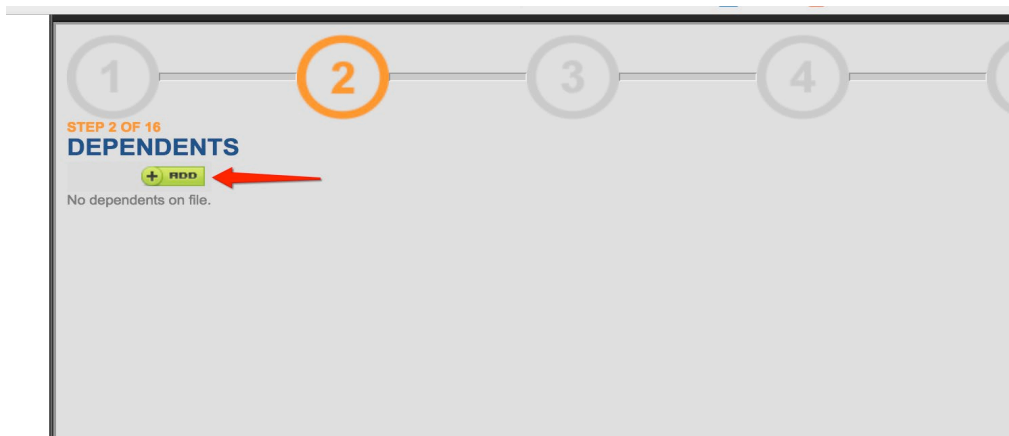 1 2 3 4
STEP 2 OF 16
DEPENDENTS
+ ADD
No dependents on file.